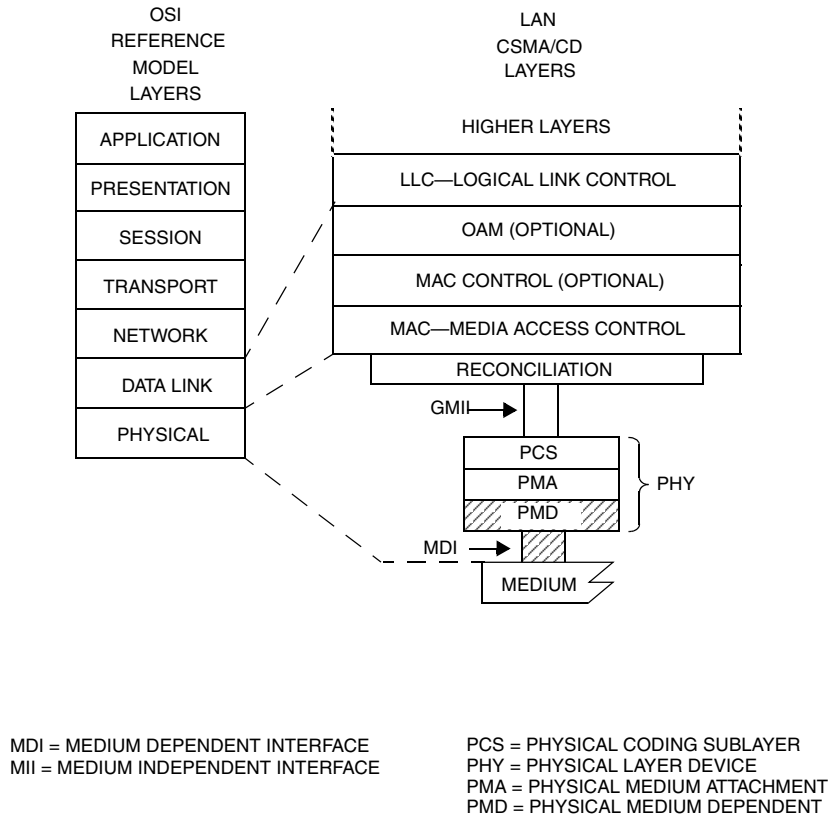 OSI
REFERENCE
MODEL
LAYERS
APPLICATION
PRESENTATION
SESSION
TRANSPORT
NETWORK
DATA LINK
PHYSICAL
LAN
CSMA/CD
LAYERS
HIGHER LAYERS
LLC—LOGICAL LINK CONTROL
OAM (OPTIONAL)
MAC CONTROL (OPTIONAL)
MAC—MEDIA ACCESS CONTROL
RECONCILIATION
GMII
PCS
PMA
PMD
PHY
MDI
MEDIUM
MDI = MEDIUM DEPENDENT INTERFACE
MII = MEDIUM INDEPENDENT INTERFACE
PCS = PHYSICAL CODING SUBLAYER
PHY = PHYSICAL LAYER DEVICE
PMA = PHYSICAL MEDIUM ATTACHMENT
PMD = PHYSICAL MEDIUM DEPENDENT